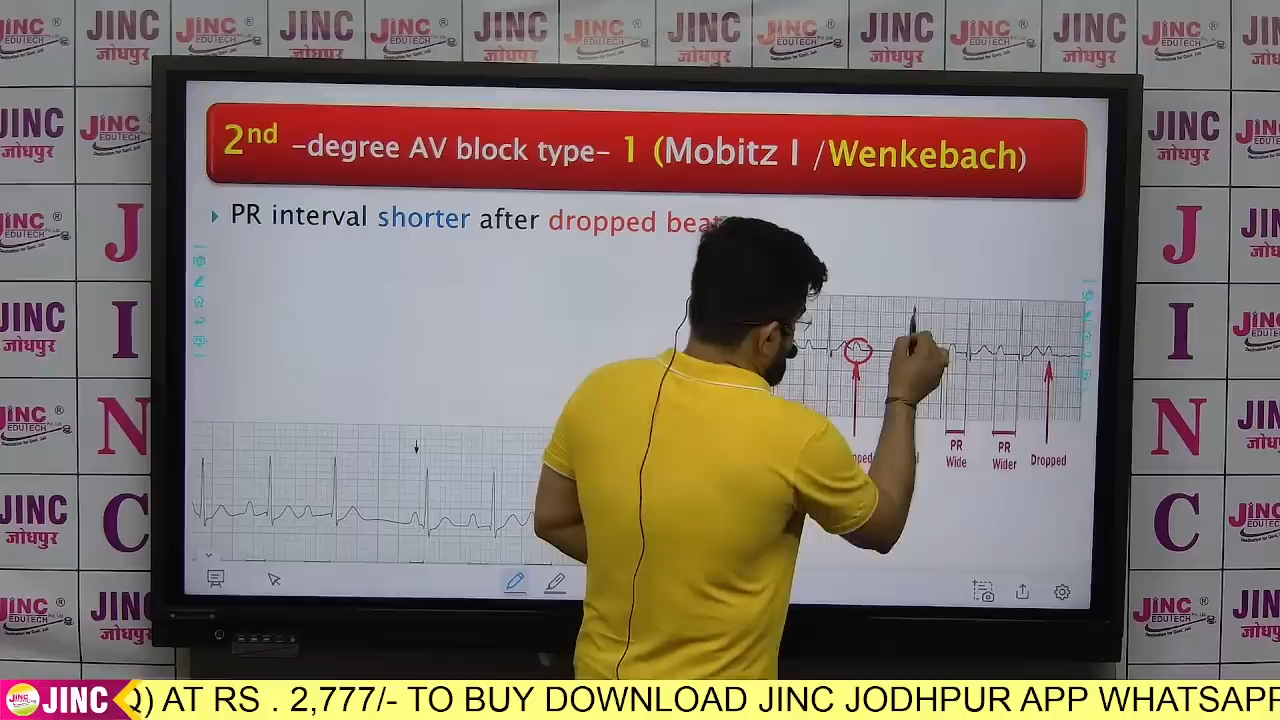 2nd -degree AV block type- 1 (Mobitz I /Wenkebach)
PR interval shorter after dropped beat
PR Wide
PR Wider
Dropped
JINC
जोधपुर
JINC
EDUTECH
J
I
N
C
JINC
Q) AT RS . 2,777/- TO BUY DOWNLOAD JINC JODHPUR APP WHATSAPP